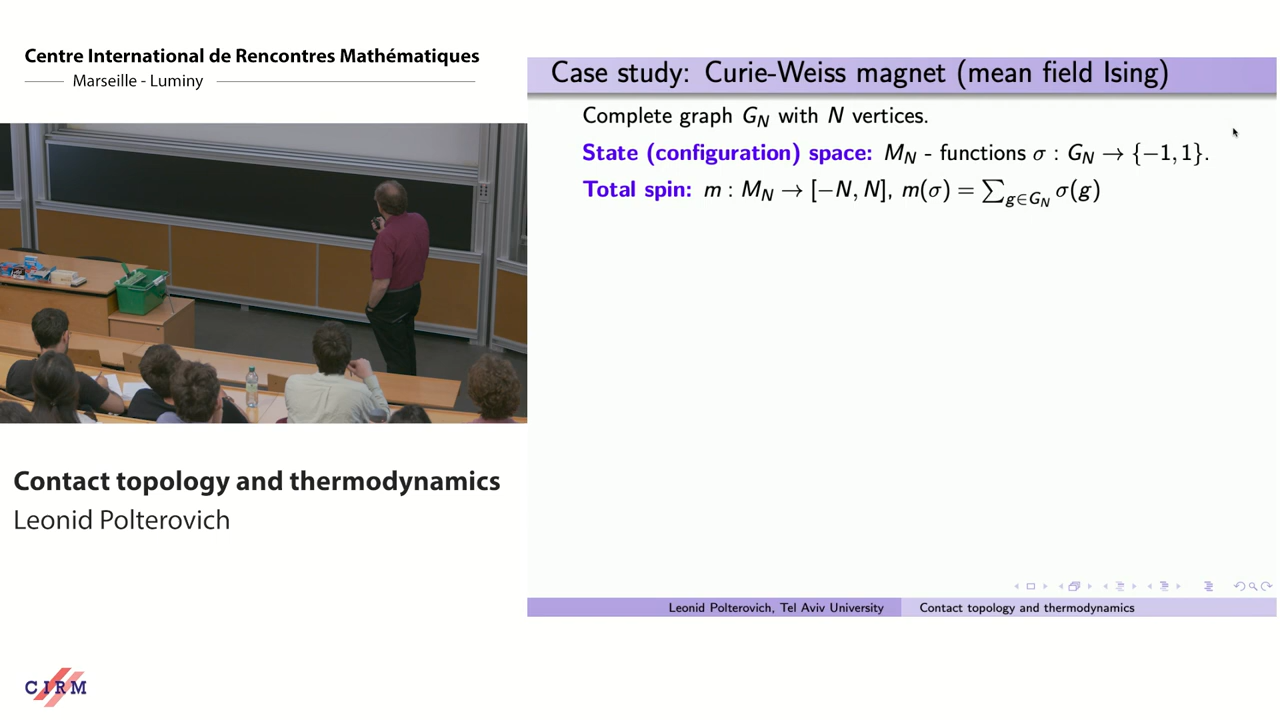 Centre International de Rencontres Mathématiques
Marseille - Luminy
Case study: Curie-Weiss magnet (mean field Ising)
Complete graph G_N with N vertices.
State (configuration) space: M_N - functions σ : G_N → {−1, 1}.
Total spin: m : M_N → [−N, N], m(σ) = ∑_{g∈G_N} σ(g)
Contact topology and thermodynamics
Leonid Polterovich
Leonid Polterovich, Tel Aviv University
Contact topology and thermodynamics
CIRM